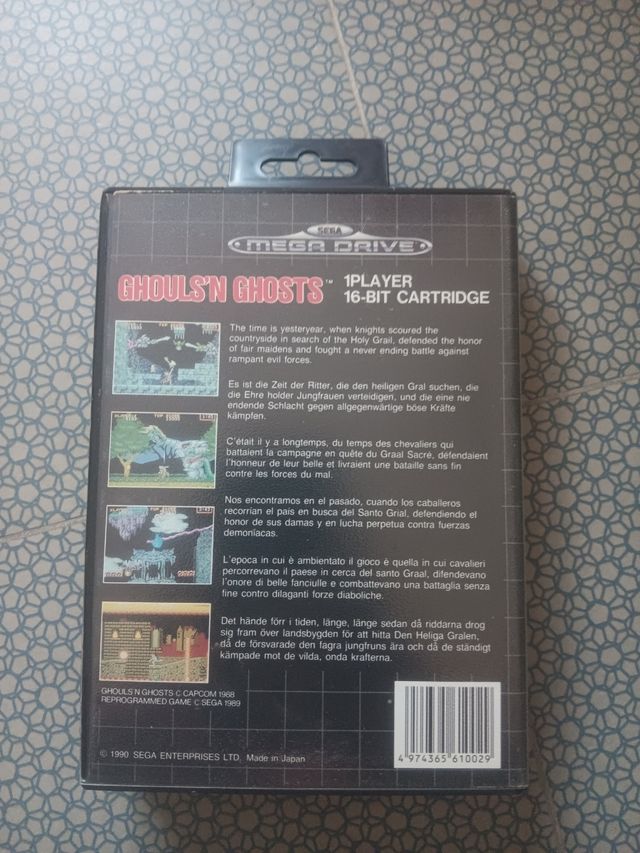 SEGA
MEGA DRIVE
GHOULS'N GHOSTS™
1PLAYER
16-BIT CARTRIDGE
The time is yesteryear, when knights scoured the
countryside in search of the Holy Grail, defended the honor
of fair maidens and fought a never ending battle against
rampant evil forces.
Es ist die Zeit der Ritter, die den heiligen Gral suchen, die
die Ehre holder Jungfrauen verteidigen, und die eine nie
endende Schlacht gegen allgegenwärtige böse Kräfte
kämpfen.
C'était il y a longtemps, du temps des chevaliers qui
battaient la campagne en quête du Graal Sacré, défendaient
l'honneur de leur belle et livraient une bataille sans fin
contre les forces du mal.
Nos encontramos en el pasado, cuando los caballeros
recorrian el país en busca del Santo Grial, defendiendo el
honor de sus damas y en lucha perpetua contra fuerzas
demoníacas.
L'epoca in cui è ambientato il gioco è quella in cui cavalieri
percorrevano il paese in cerca del santo Graal, difendevano
l'onore di belle fanciulle e combattevano una battaglia senza
fine contro dilaganti forze diaboliche.
Det hände förr i tiden, länge, länge sedan då riddarna drog
sig fram över landsbygden för att hitta Den Heliga Gralen,
då de försvarade den fagra jungfruns ära och då de ständigt
kämpade mot de vilda, onda krafterna.
GHOULS'N GHOSTS © CAPCOM 1988
REPROGRAMMED GAME © SEGA 1989
© 1990 SEGA ENTERPRISES LTD. Made in Japan
4 974365 610029